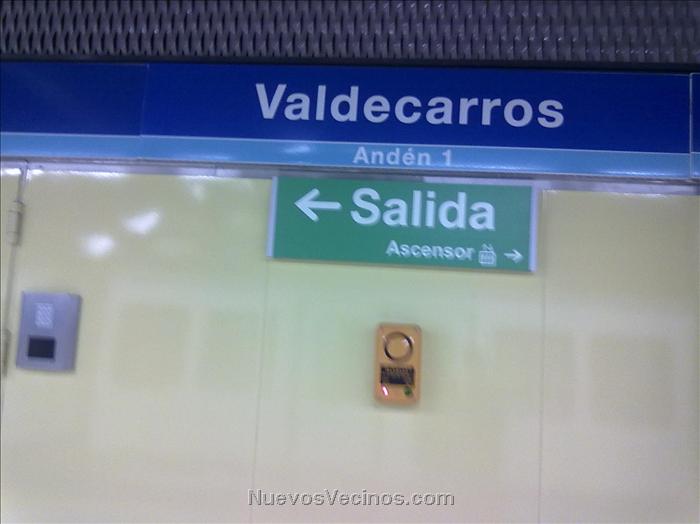 Valdecarros
Andén 1
← Salida
Ascensor →
NuevosVecinos.com